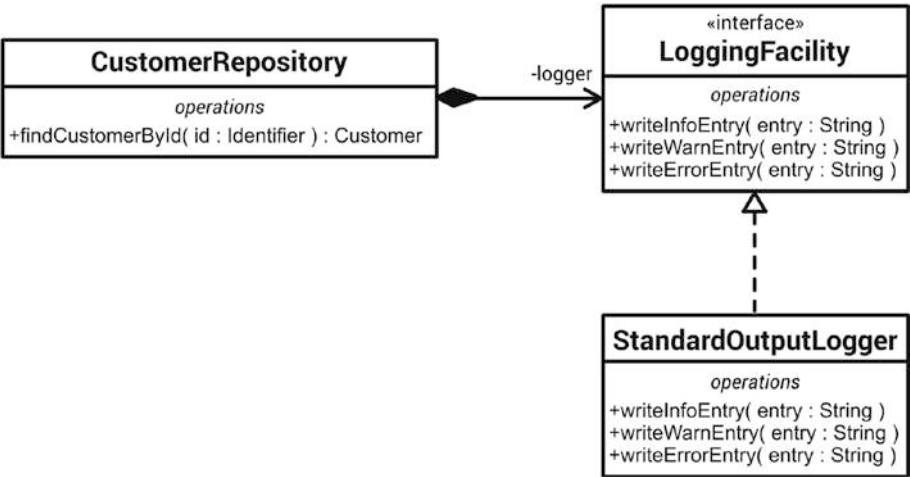 CustomerRepository
operations
+findCustomerById( id : Identifier ) : Customer
-logger
«interface»
LoggingFacility
operations
+writeInfoEntry( entry : String )
+writeWarnEntry( entry : String )
+writeErrorEntry( entry : String )
StandardOutputLogger
operations
+writeInfoEntry( entry : String )
+writeWarnEntry( entry : String )
+writeErrorEntry( entry : String )